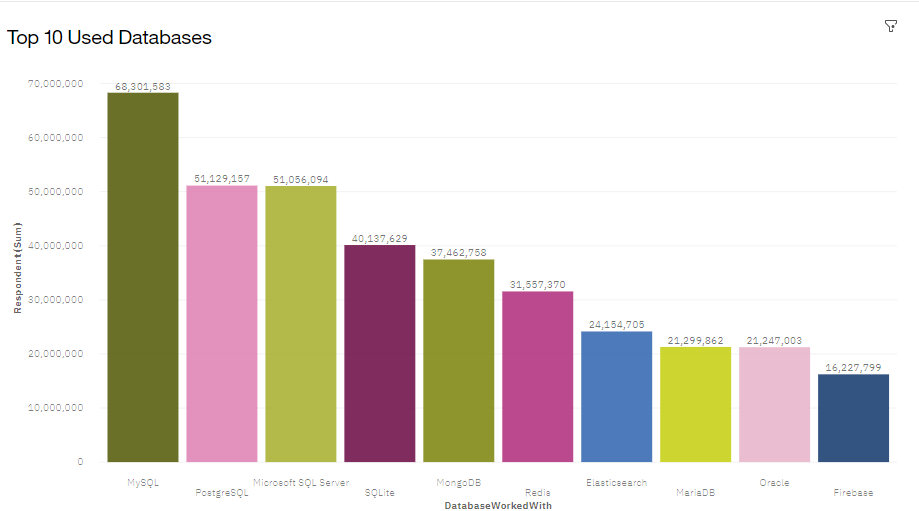 Top 10 Used Databases
70,000,000
60,000,000
50,000,000
40,000,000
30,000,000
20,000,000
10,000,000
0
Respondent (Sum)
68,301,583
51,129,157
51,056,094
40,137,629
37,462,758
31,557,370
24,154,705
21,299,862
21,247,003
16,227,799
MySQL
PostgreSQL
Microsoft SQL Server
SQLite
MongoDB
Redis
Elasticsearch
MariaDB
Oracle
Firebase
DatabaseWorkedWith